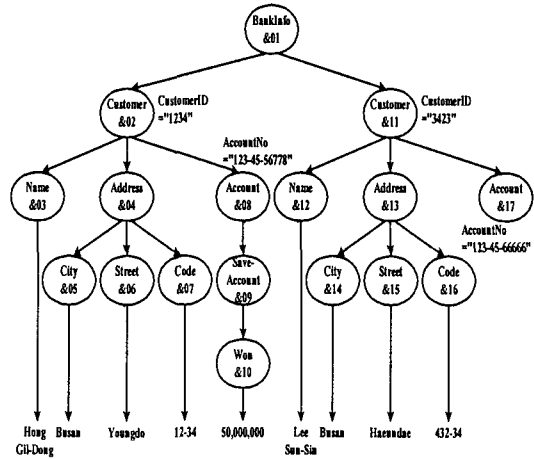 BankInfo
&01
Customer
&02
CustomerID
="1234"
Customer
&11
CustomerID
="3423"
AccountNo
="123-45-56778"
Name
&03
Address
&04
Account
&08
Name
&12
Address
&13
Account
&17
AccountNo
="123-45-66666"
City
&05
Street
&06
Code
&07
Save-
Account
&09
City
&14
Street
&15
Code
&16
Won
&10
Hong
Gil-Dong
Busan
Youngdo
12-34
50,000,000
Lee
Sun-Sin
Busan
Haeundae
432-34